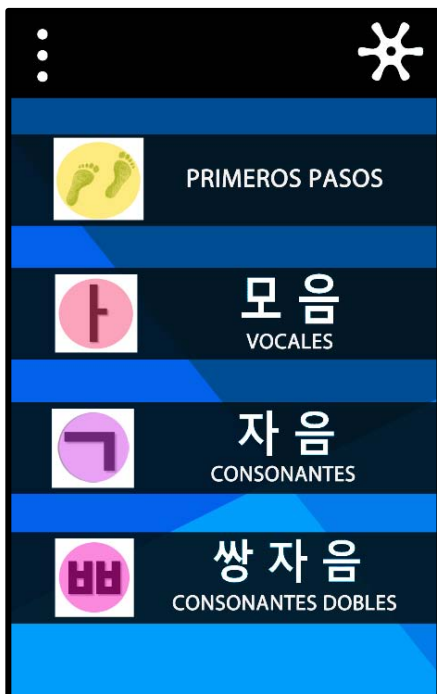 PRIMEROS PASOS
ㅏ
모 음
VOCALES
ㄱ
자 음
CONSONANTES
ㅃ
쌍 자 음
CONSONANTES DOBLES